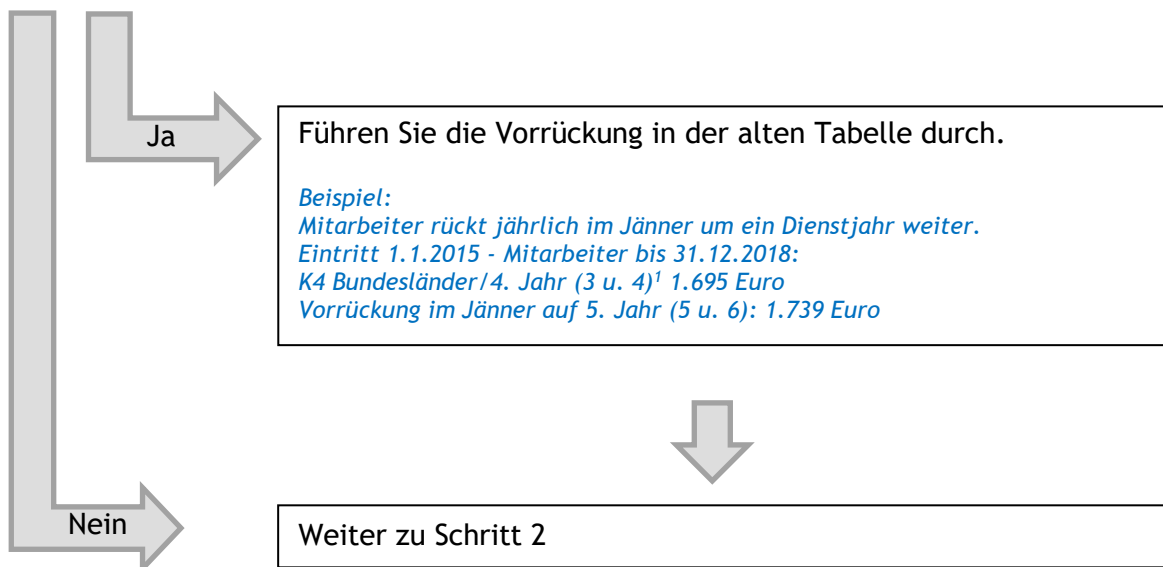 Ja
Führen Sie die Vorrückung in der alten Tabelle durch.
Beispiel:
Mitarbeiter rückt jährlich im Jänner um ein Dienstjahr weiter.
Eintritt 1.1.2015 - Mitarbeiter bis 31.12.2018:
K4 Bundesländer/4. Jahr (3 u. 4)¹ 1.695 Euro
Vorrückung im Jänner auf 5. Jahr (5 u. 6): 1.739 Euro
Nein
Weiter zu Schritt 2